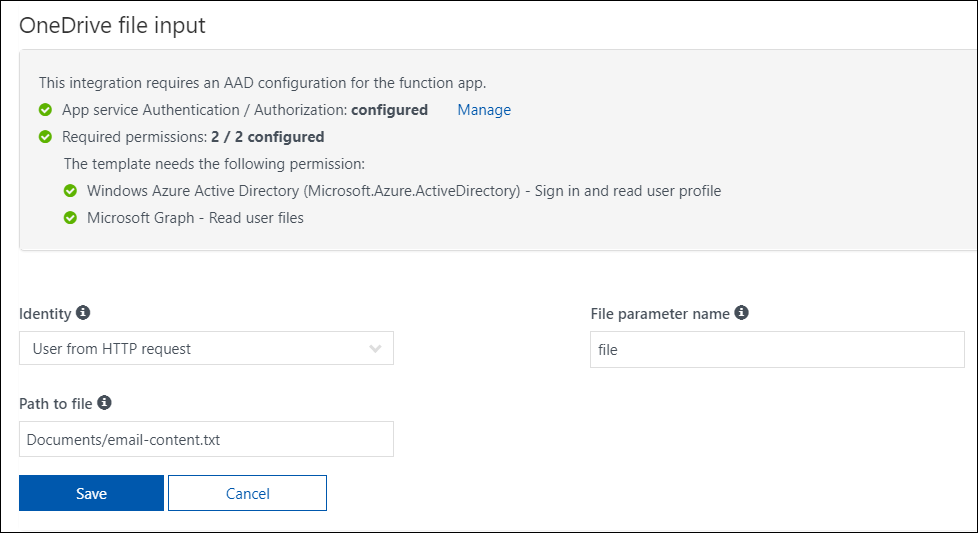 OneDrive file input
This integration requires an AAD configuration for the function app.
App service Authentication / Authorization: configured Manage
Required permissions: 2 / 2 configured
The template needs the following permission:
Windows Azure Active Directory (Microsoft.Azure.ActiveDirectory) - Sign in and read user profile
Microsoft Graph - Read user files
Identity
User from HTTP request
File parameter name
file
Path to file
Documents/email-content.txt
Save
Cancel